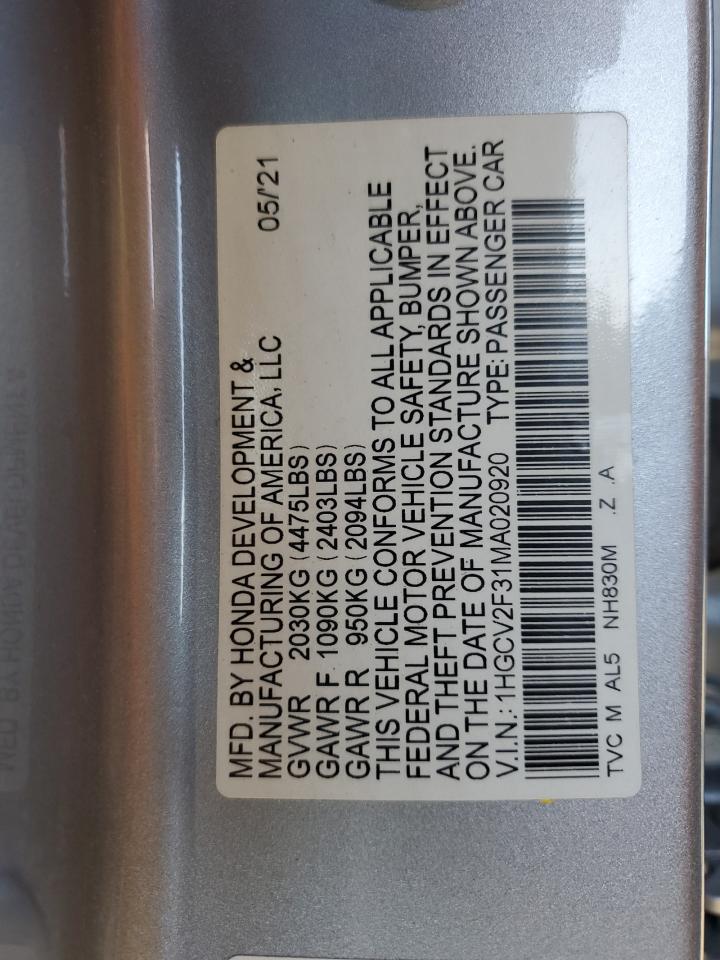 MFD. BY HONDA DEVELOPMENT &
MANUFACTURING OF AMERICA, LLC 05/'21
GVWR 2030KG (4475LBS)
GAWR F 1090KG (2403LBS)
GAWR R 950KG (2094LBS)
THIS VEHICLE CONFORMS TO ALL APPLICABLE
FEDERAL MOTOR VEHICLE SAFETY, BUMPER,
AND THEFT PREVENTION STANDARDS IN EFFECT
ON THE DATE OF MANUFACTURE SHOWN ABOVE.
V.I.N.: 1HGCV2F31MA020920 TYPE: PASSENGER CAR
TVC M AL5 NH830M .Z .A